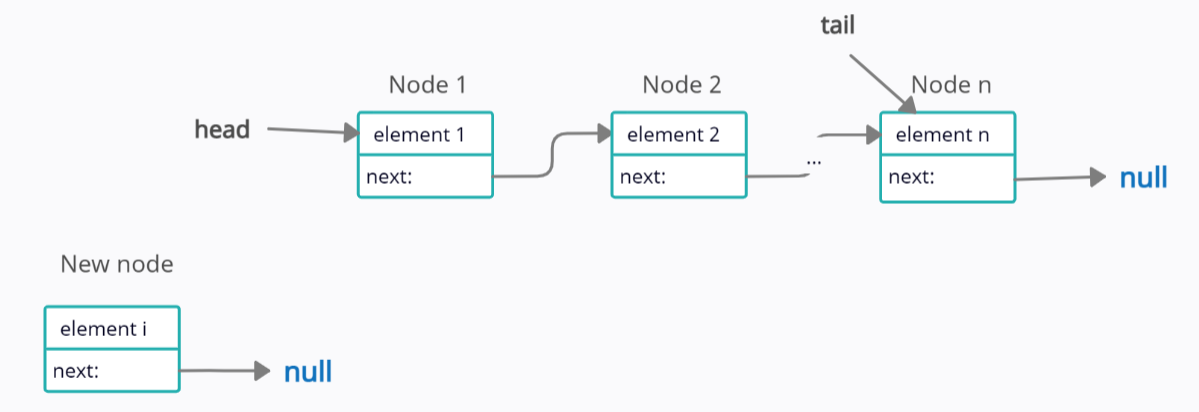 tail
Node 1
Node 2
Node n
head
element 1
element 2
element n
...
next:
next:
next:
null
New node
element i
next:
null